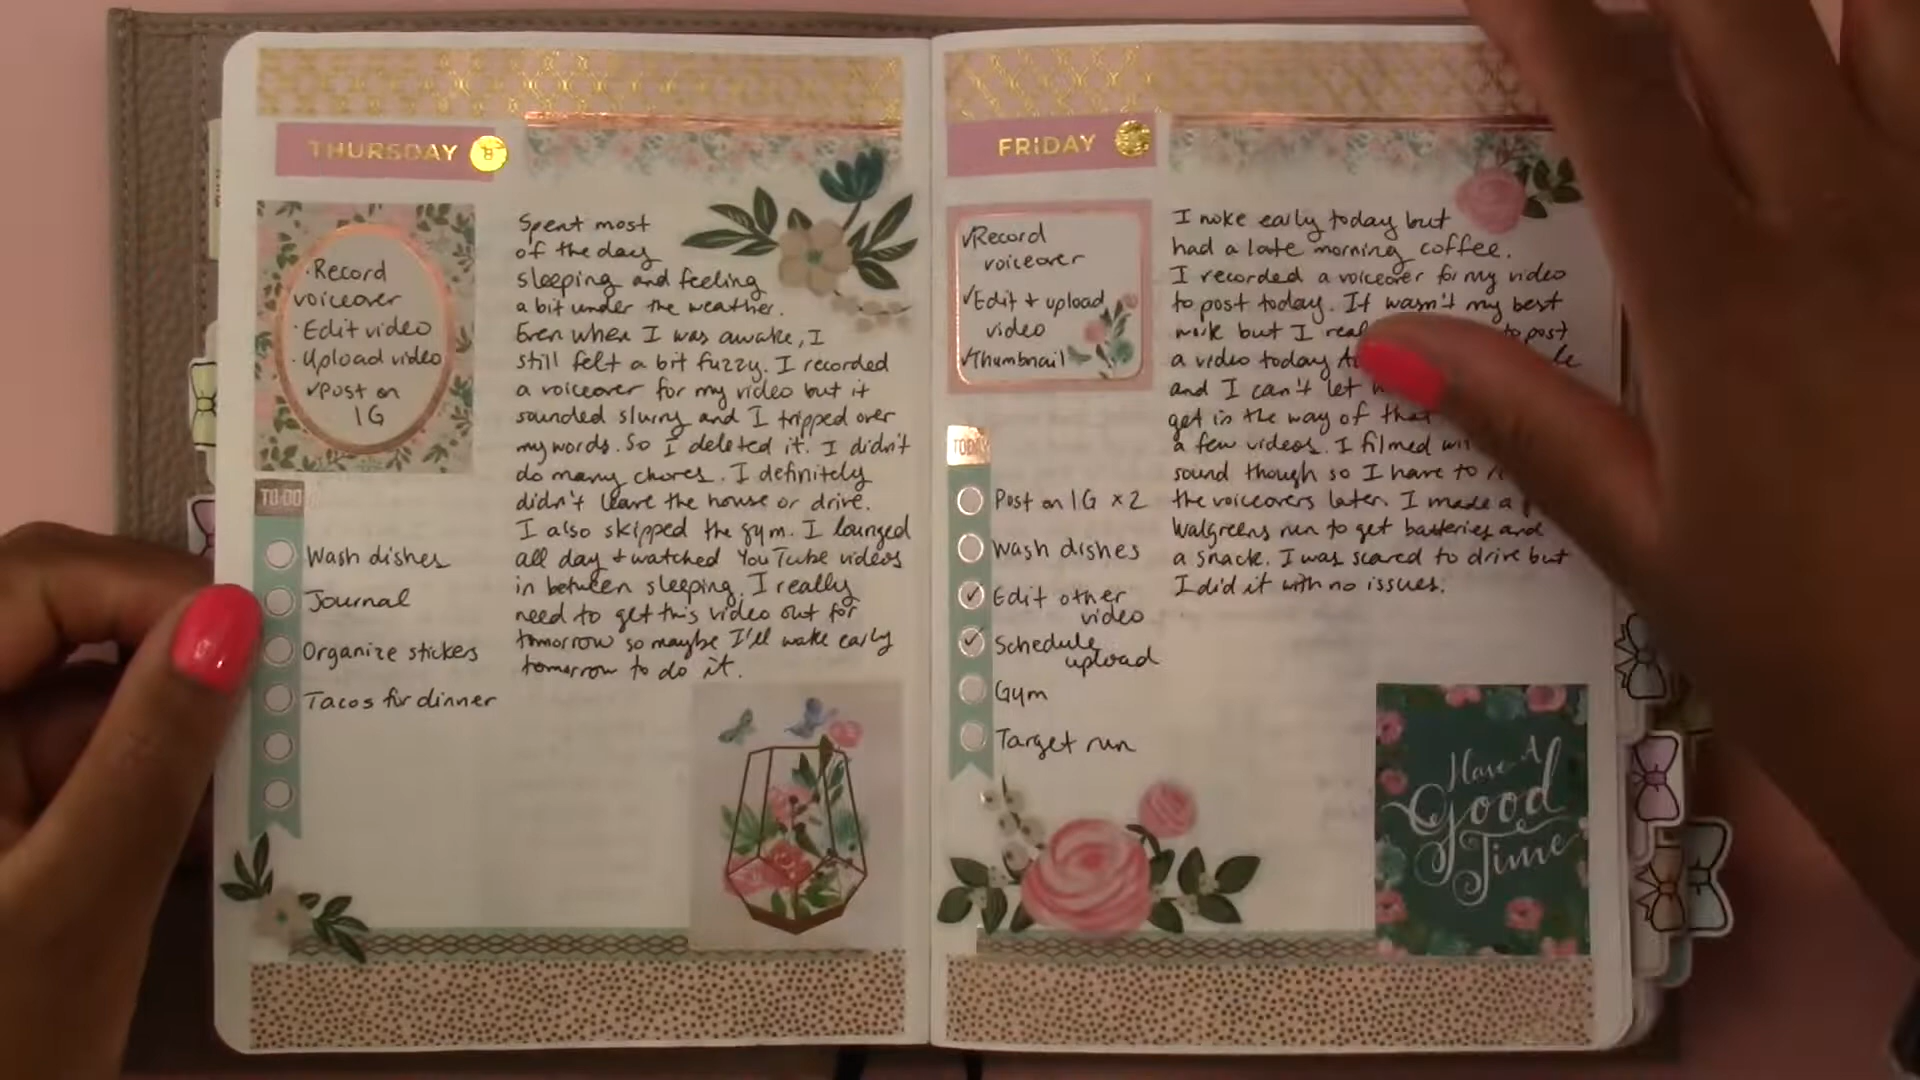 THURSDAY 8
· Record
voiceover
· Edit video
· Upload video
✓Post on
IG
TO DO
Wash dishes
Journal
Organize stickers
Tacos for dinner
Spent most
of the day
sleeping and feeling
a bit under the weather.
Even when I was awake, I
still felt a bit fuzzy. I recorded
a voiceover for my video but it
sounded slurry and I tripped over
my words. So I deleted it. I didn't
do many chores. I definitely
didn't leave the house or drive.
I also skipped the gym. I lounged
all day + watched YouTube videos
in between sleeping. I really
need to get this video out for
tomorrow so maybe I'll wake early
tomorrow to do it.
FRIDAY
✓Record
voiceover
✓Edit + upload
video
✓Thumbnail
TODAY
Post on IG x2
Wash dishes
✓ Edit other
video
✓ Schedule
upload
Gym
Target run
I woke early today but
had a late morning coffee.
I recorded a voiceover for my video
to post today. It wasn't my best
work but I to post
a video today
and I can't let
get in the way of that
a few videos. I filmed
sound though so I have to
the voiceovers later. I made a
Walgreens run to get batteries and
a snack. I was scared to drive but
I did it with no issues.
Have A
Good
Time